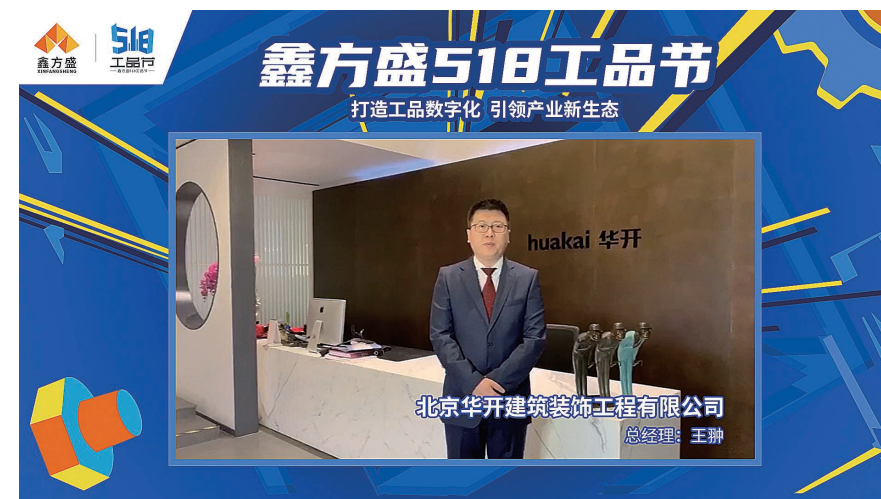 鑫方盛
XINFANGSHENG
518
工品节
鑫方盛518工品节
打造工品数字化 引领产业新生态
huakai 华开
北京华开建筑装饰工程有限公司
总经理：王翀